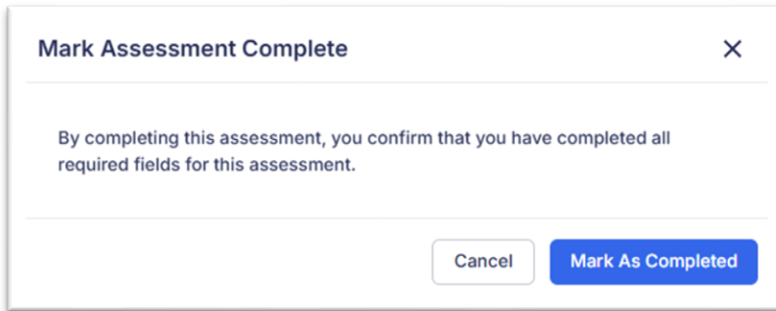 Mark Assessment Complete
By completing this assessment, you confirm that you have completed all
required fields for this assessment.
Cancel
Mark As Completed